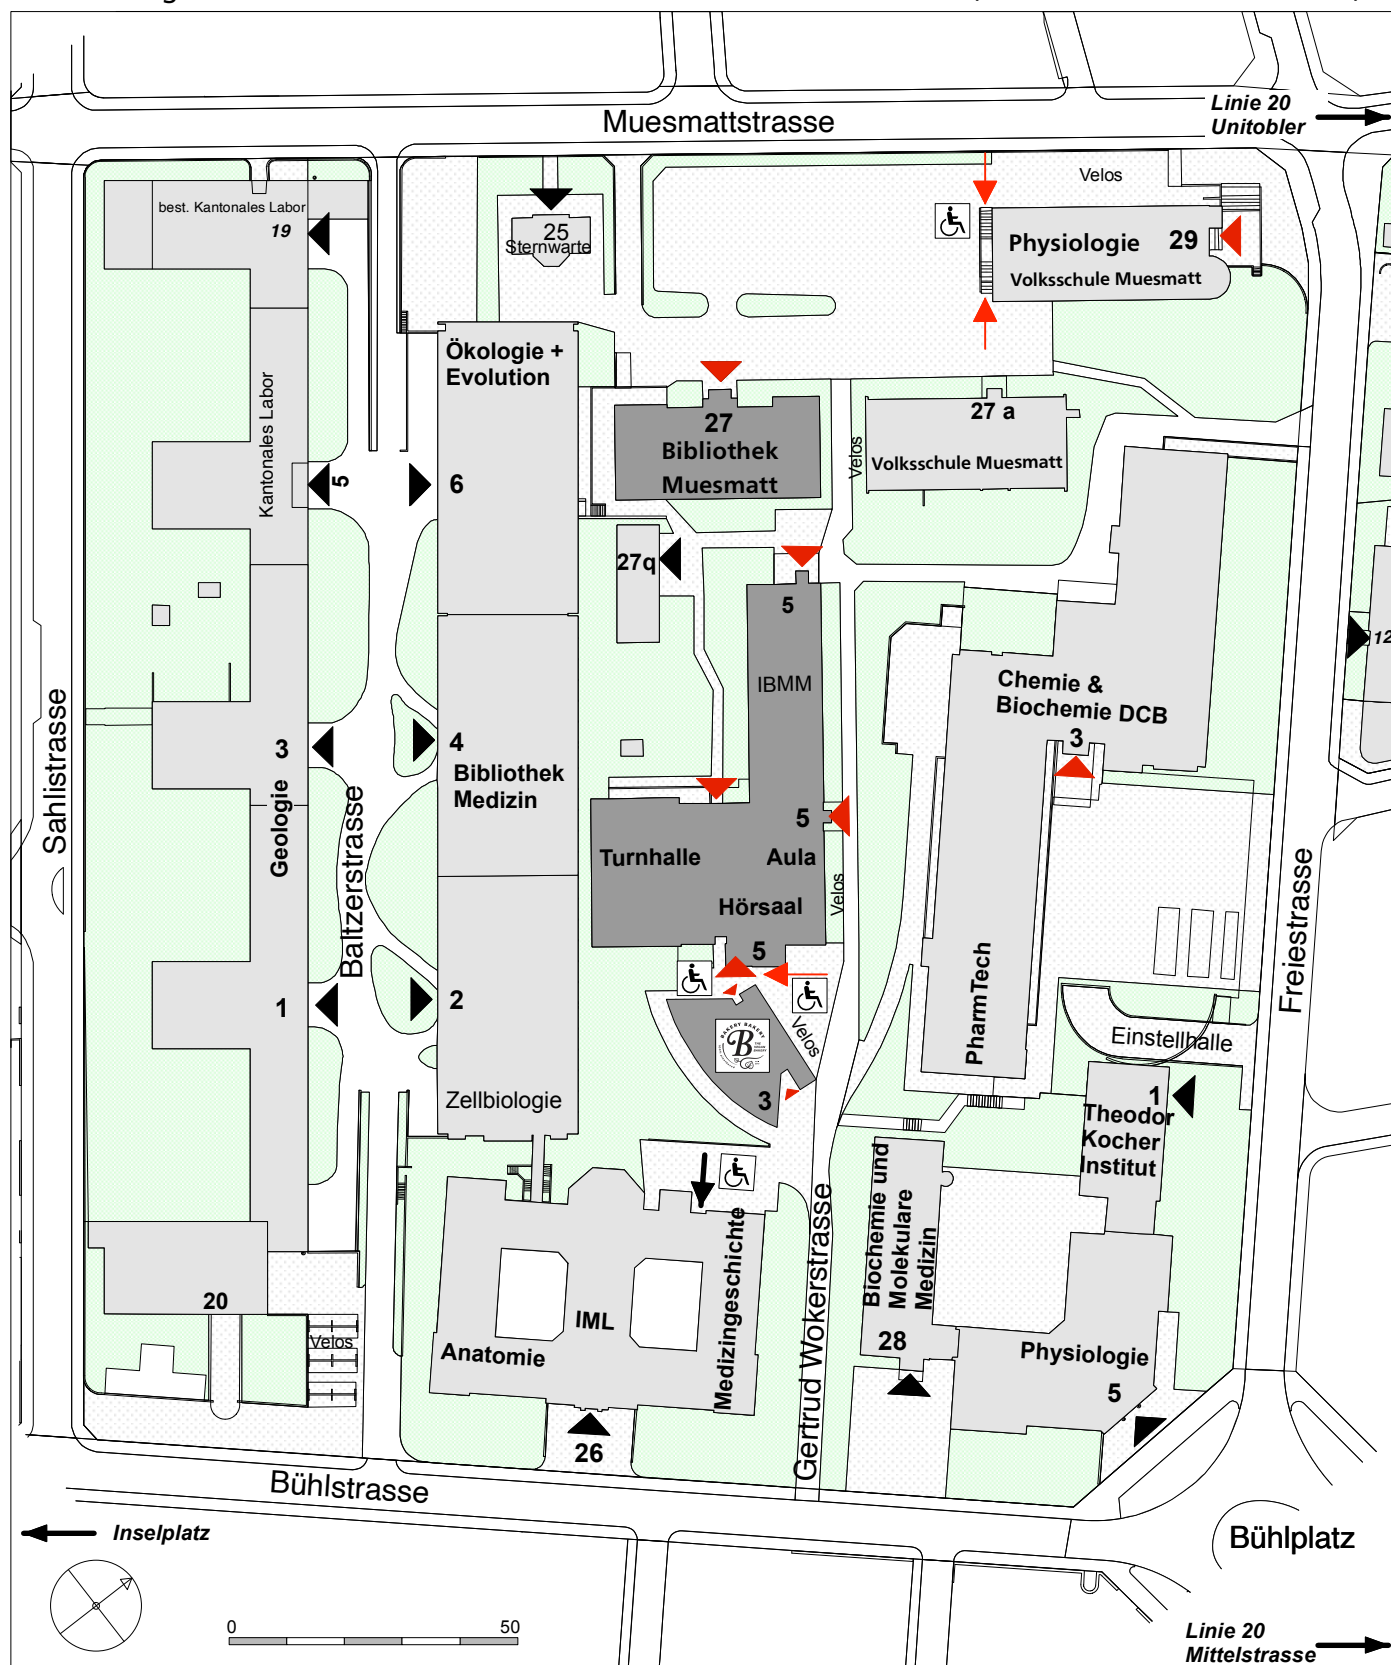 Linie 20
Unitobler
Muesmattstrasse
Velos
best. Kantonales Labor
19
25
Sternwarte
Physiologie 29
Volksschule Muesmatt
Ökologie +
Evolution
6
Kantonales Labor
5
27
Bibliothek
Muesmatt
Velos
27 a
Volksschule Muesmatt
27q
5
IBMM
12
Chemie &
Biochemie DCB
3
Sahlistrasse
3
Geologie
Baltzerstrasse
4
Bibliothek
Medizin
5
Turnhalle
Aula
Hörsaal
5
Velos
Freiestrasse
1
2
PharmTech
Einstellhalle
BAKERY BAKERY
B
Velos
3
Zellbiologie
1
Theodor
Kocher
Institut
Biochemie und
Molekulare
Medizin
28
Medizingeschichte
Gertrud Wokerstrasse
20
Velos
IML
Anatomie
Physiologie
5
26
Bühlstrasse
Inselplatz
Bühlplatz
0 50
Linie 20
Mittelstrasse